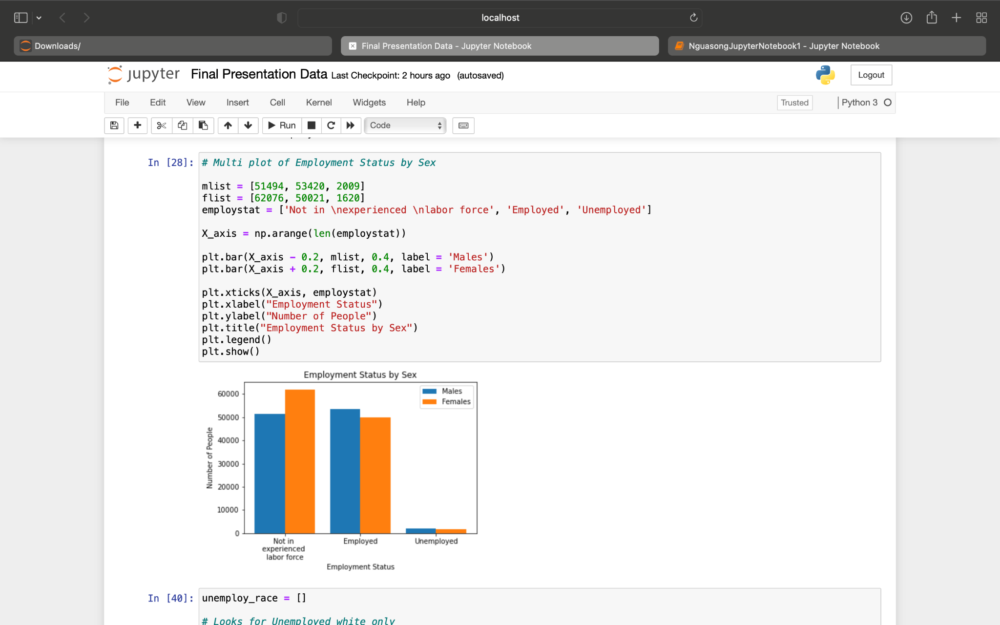 localhost
Downloads/
Final Presentation Data - Jupyter Notebook
NguasongJupyterNotebook1 - Jupyter Notebook
jupyter Final Presentation Data Last Checkpoint: 2 hours ago (autosaved)
Logout
File Edit View Insert Cell Kernel Widgets Help
Trusted
Python 3
Run
Code
In [28]:
# Multi plot of Employment Status by Sex
mlist = [51494, 53420, 2009]
flist = [62076, 50021, 1620]
employstat = ['Not in \nexperienced \nlabor force', 'Employed', 'Unemployed']
X_axis = np.arange(len(employstat))
plt.bar(X_axis - 0.2, mlist, 0.4, label = 'Males')
plt.bar(X_axis + 0.2, flist, 0.4, label = 'Females')
plt.xticks(X_axis, employstat)
plt.xlabel("Employment Status")
plt.ylabel("Number of People")
plt.title("Employment Status by Sex")
plt.legend()
plt.show()
Employment Status by Sex
Males
Females
60000
50000
40000
30000
20000
10000
0
Number of People
Not in
experienced
labor force
Employed
Unemployed
Employment Status
In [40]:
unemploy_race = []
# Looks for Unemployed white only